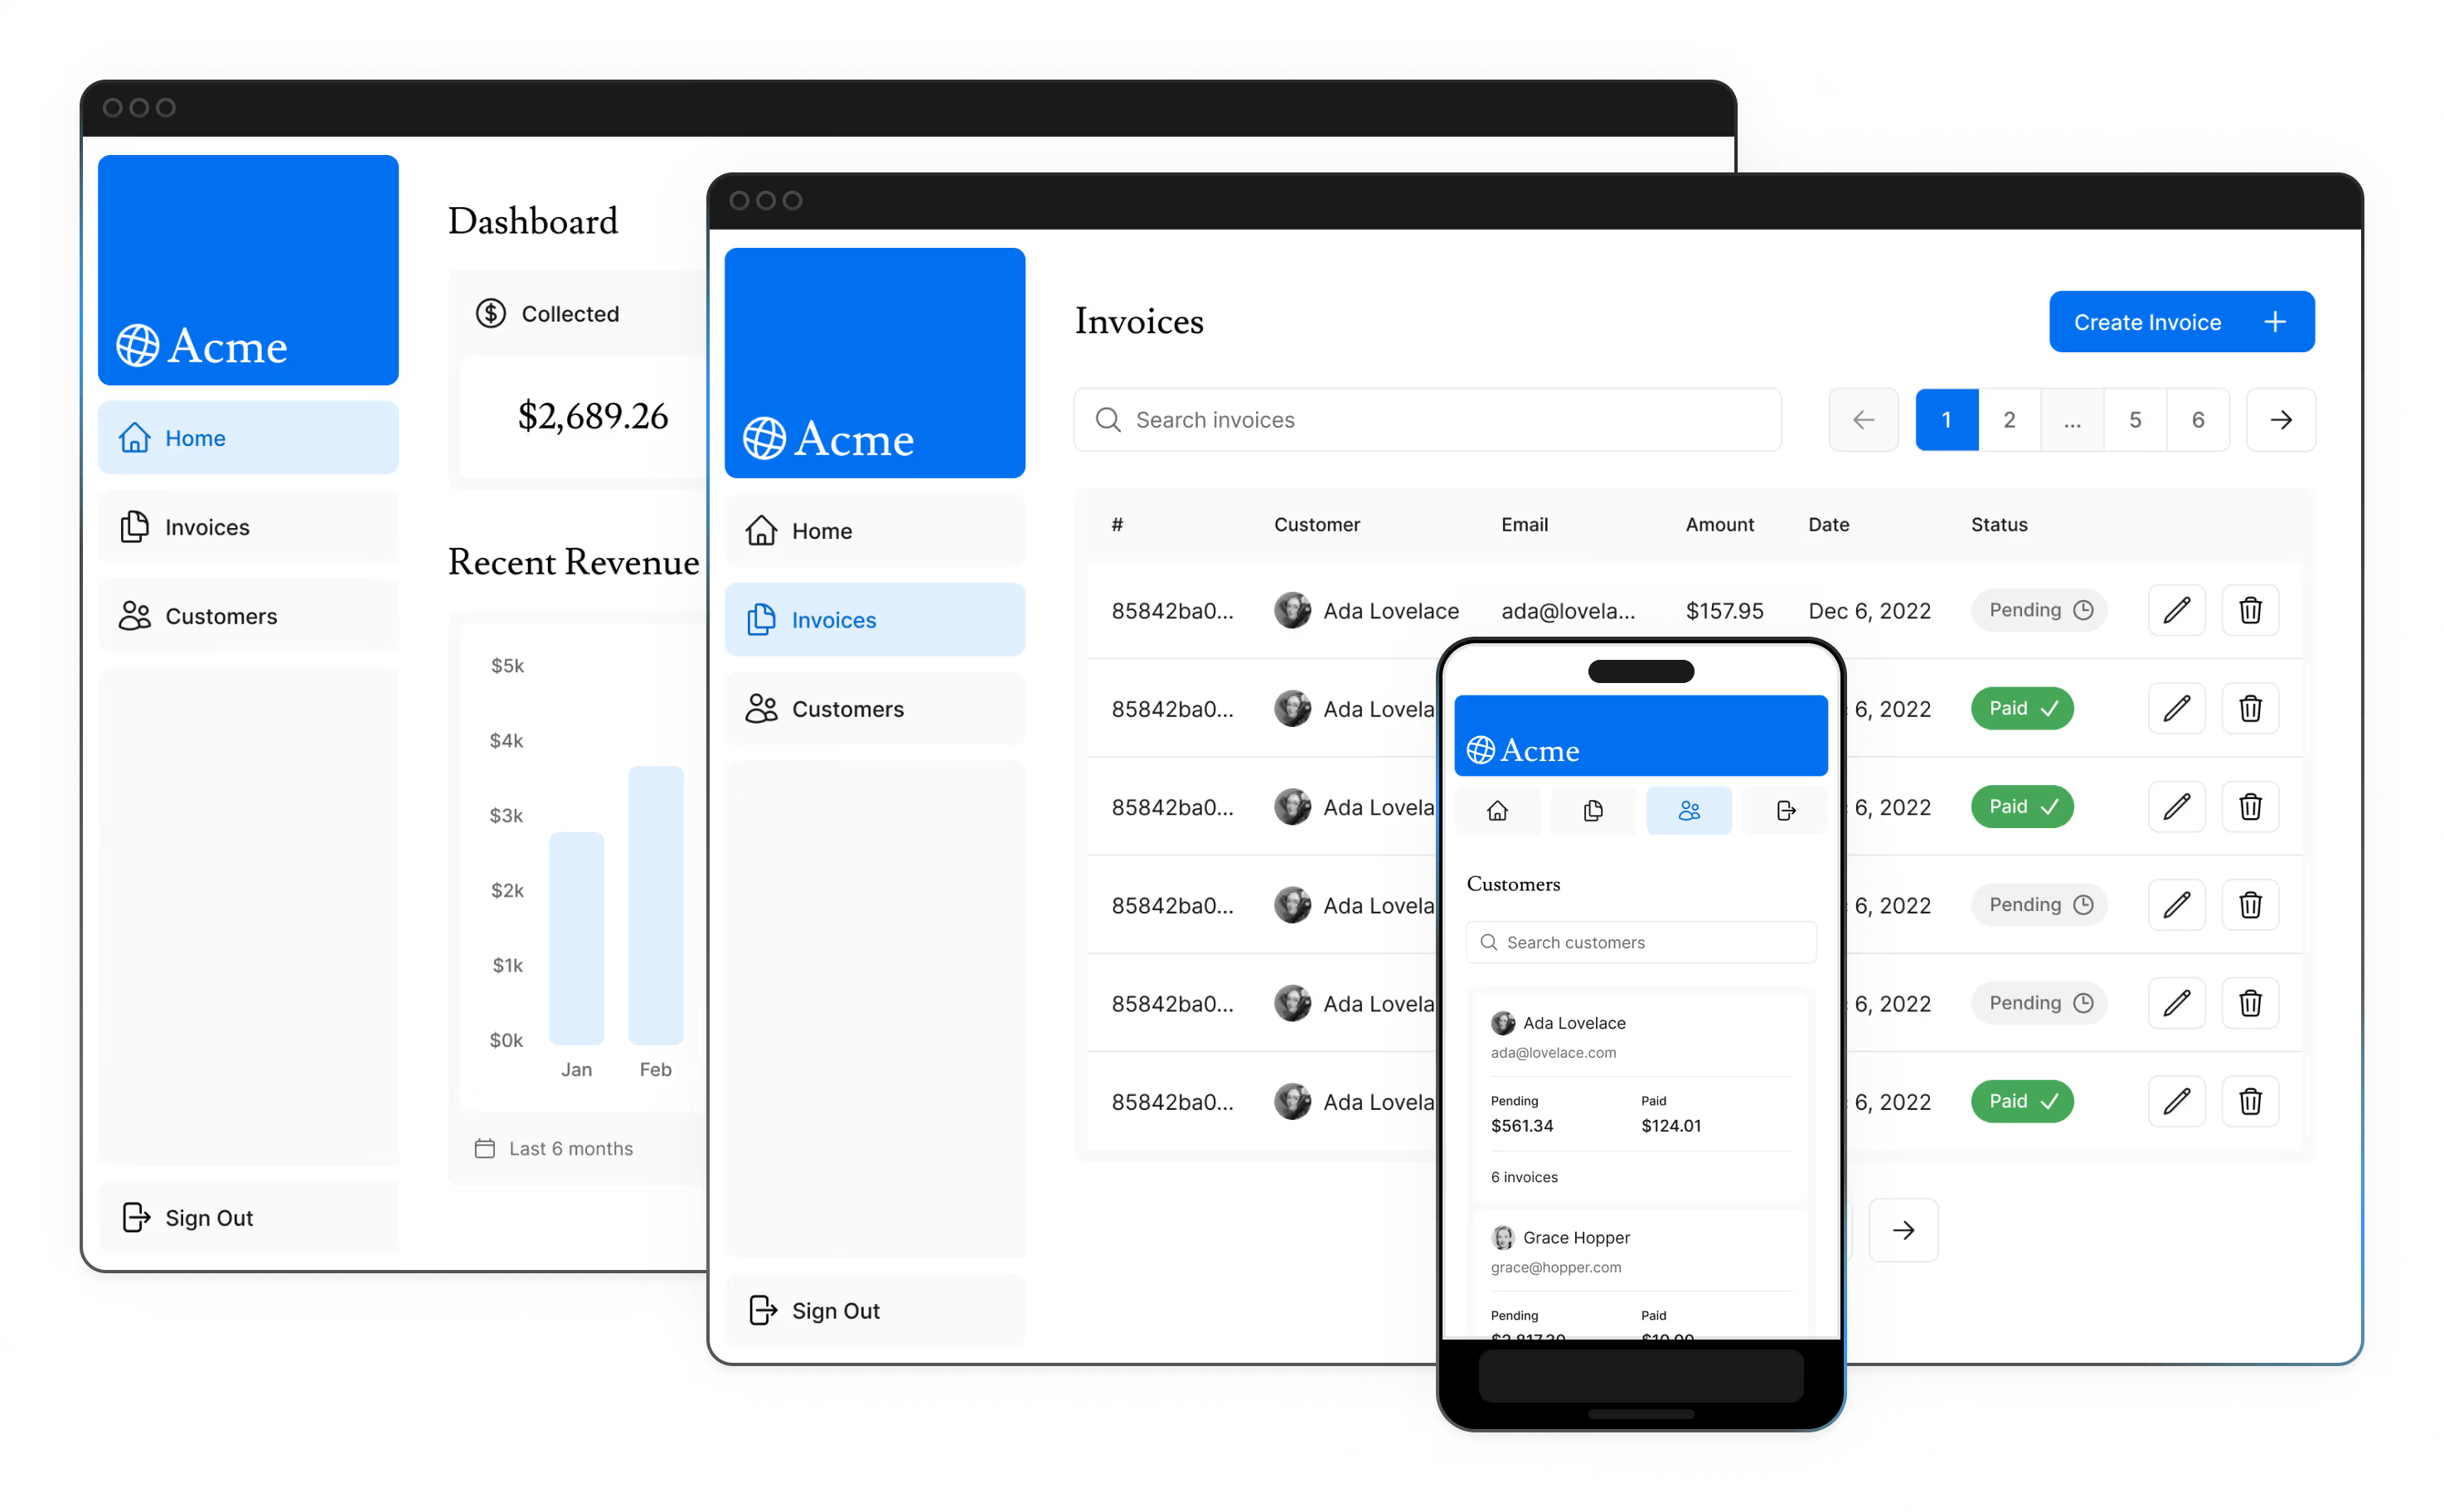 Acme
Home
Invoices
Customers
Sign Out
Dashboard
Collected
$2,689.26
Recent Revenue
$5k
$4k
$3k
$2k
$1k
$0k
Jan Feb
Last 6 months
Acme
Home
Invoices
Customers
Sign Out
Invoices
Create Invoice
Search invoices
1 2 ... 5 6
# Customer Email Amount Date Status
85842ba0... Ada Lovelace ada@lovela... $157.95 Dec 6, 2022 Pending
85842ba0... Ada Lovela 6, 2022 Paid
85842ba0... Ada Lovela 6, 2022 Paid
85842ba0... Ada Lovela 6, 2022 Pending
85842ba0... Ada Lovela 6, 2022 Pending
85842ba0... Ada Lovela 6, 2022 Paid
Acme
Customers
Search customers
Ada Lovelace
ada@lovelace.com
Pending Paid
$561.34 $124.01
6 invoices
Grace Hopper
grace@hopper.com
Pending Paid